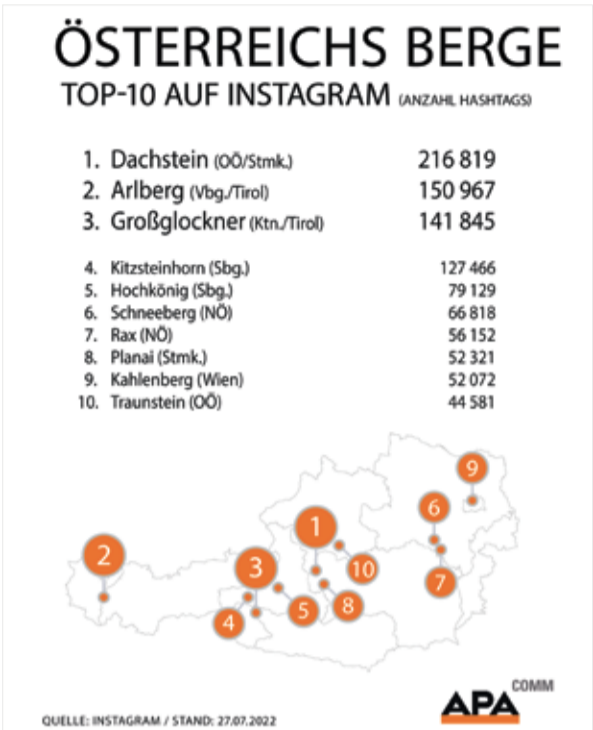 ÖSTERREICHS BERGE
TOP-10 AUF INSTAGRAM (ANZAHL HASHTAGS)
1. Dachstein (OÖ/Stmk.) 216 819
2. Arlberg (Vbg./Tirol) 150 967
3. Großglockner (Ktn./Tirol) 141 845
4. Kitzsteinhorn (Sbg.) 127 466
5. Hochkönig (Sbg.) 79 129
6. Schneeberg (NÖ) 66 818
7. Rax (NÖ) 56 152
8. Planai (Stmk.) 52 321
9. Kahlenberg (Wien) 52 072
10. Traunstein (OÖ) 44 581
9
6
1
2
3
10
7
5
8
4
COMM
APA
QUELLE: INSTAGRAM / STAND: 27.07.2022